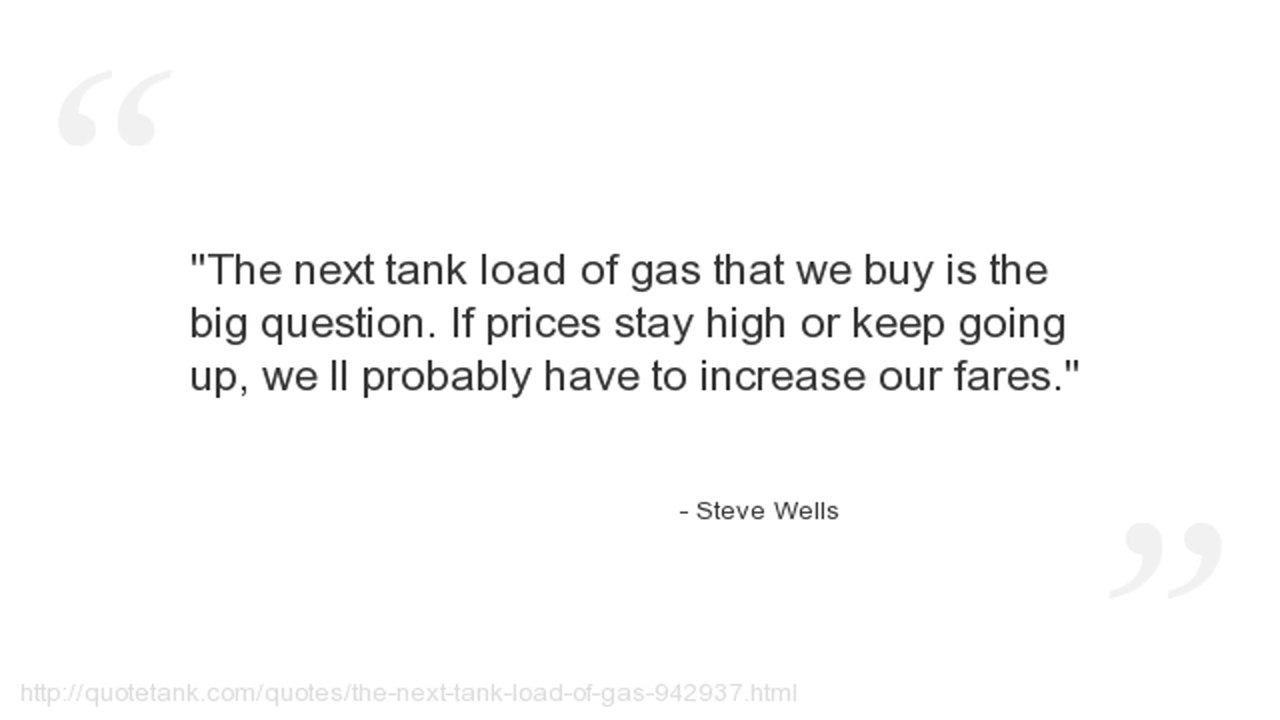 "The next tank load of gas that we buy is the
big question. If prices stay high or keep going
up, we ll probably have to increase our fares."
- Steve Wells
http://quotetank.com/quotes/the-next-tank-load-of-gas-942937.html